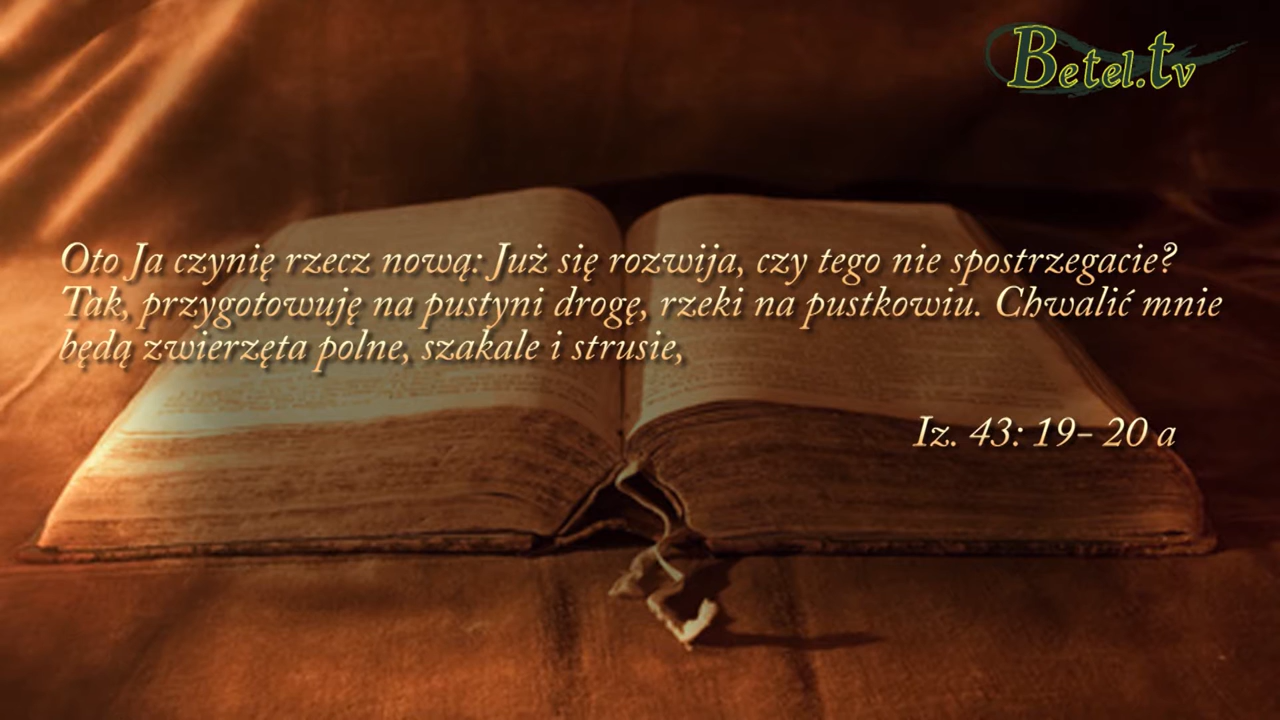 Betel.tv
Oto Ja czynię rzecz nową: Już się rozwija, czy tego nie spostrzegacie?
Tak, przygotowuję na pustyni drogę, rzeki na pustkowiu. Chwalić mnie
będą zwierzęta polne, szakale i strusie,
Iz. 43: 19- 20 a